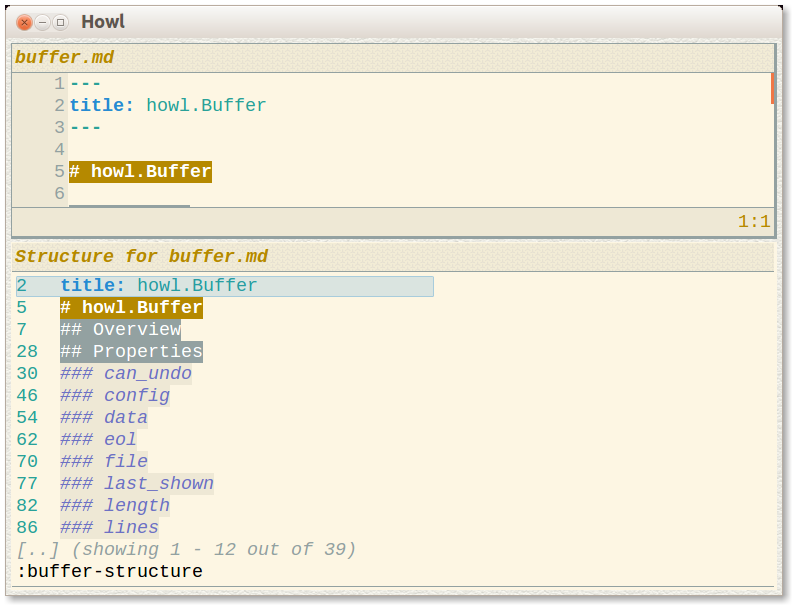 Howl
buffer.md
1 ---
2 title: howl.Buffer
3 ---
4
5 # howl.Buffer
6
1:1
Structure for buffer.md
2 title: howl.Buffer
5 # howl.Buffer
7 ## Overview
28 ## Properties
30 ### can_undo
46 ### config
54 ### data
62 ### eol
70 ### file
77 ### last_shown
82 ### length
86 ### lines
[..] (showing 1 - 12 out of 39)
:buffer-structure